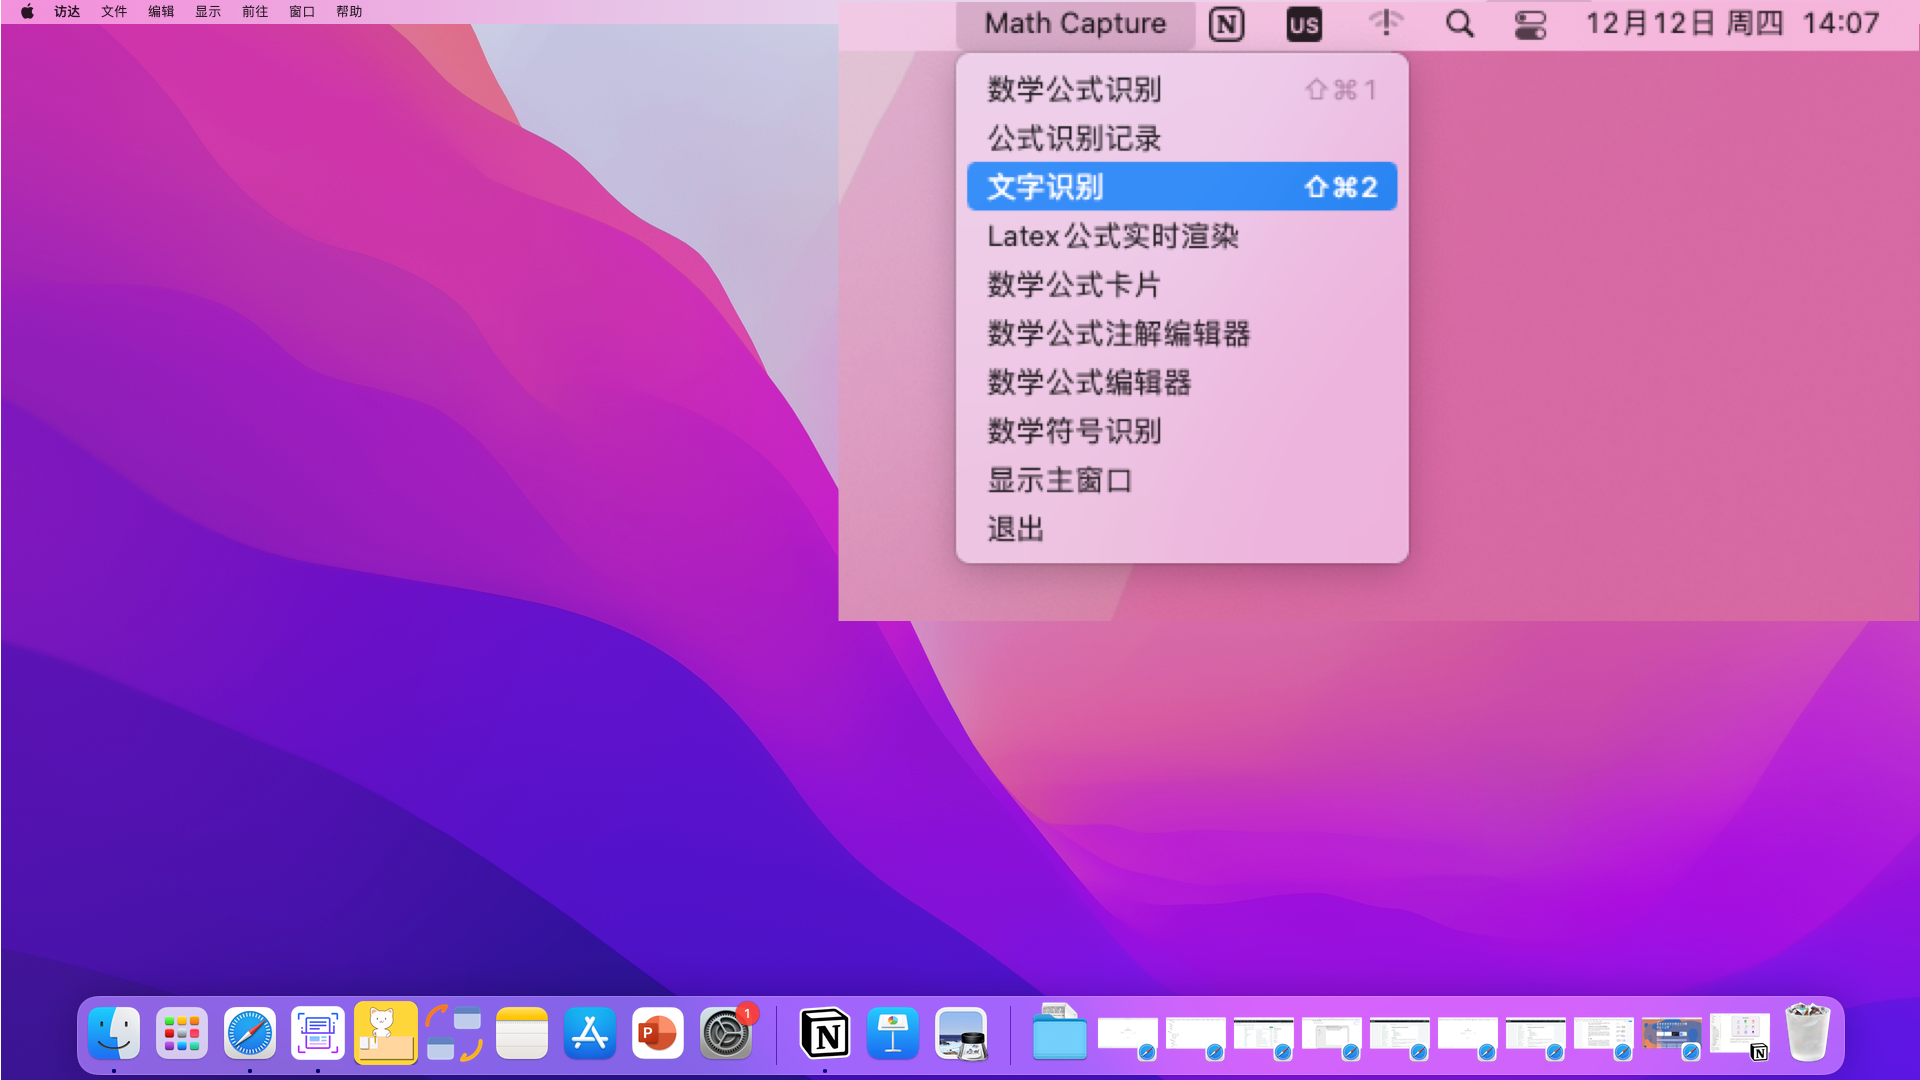 访达 文件 编辑 显示 前往 窗口 帮助
Math Capture N US 12月12日 周四 14:07
数学公式识别 ⇧⌘1
公式识别记录
文字识别 ⇧⌘2
Latex公式实时渲染
数学公式卡片
数学公式注解编辑器
数学公式编辑器
数学符号识别
显示主窗口
退出
P 1 N